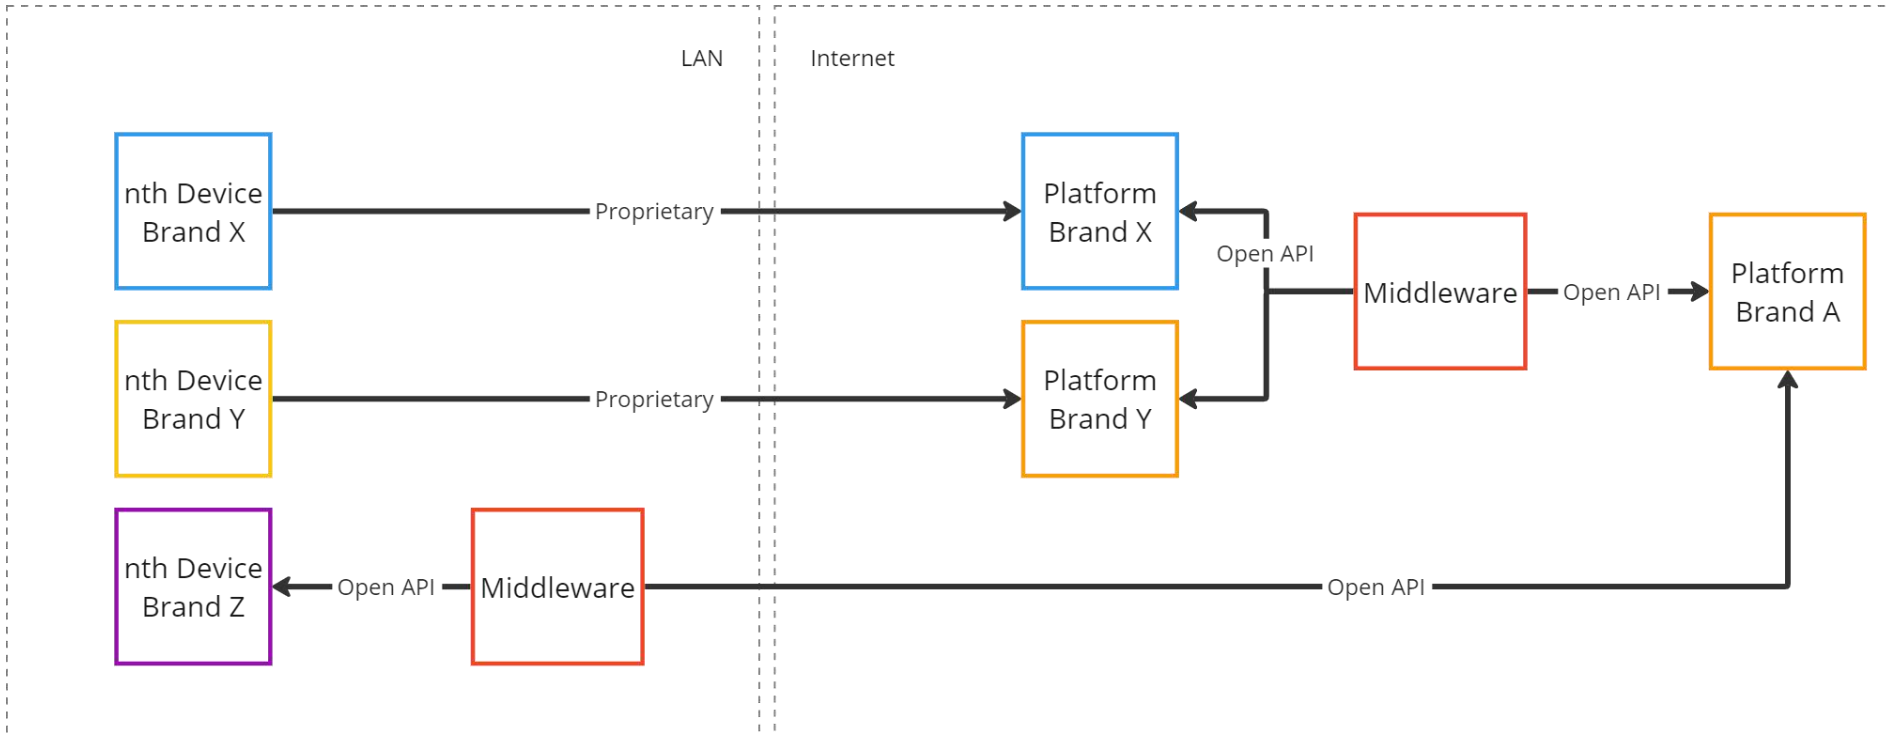 LAN
Internet
nth Device
Brand X
Proprietary
Platform
Brand X
Open API
Middleware
Open API
Platform
Brand A
nth Device
Brand Y
Proprietary
Platform
Brand Y
nth Device
Brand Z
Open API
Middleware
Open API